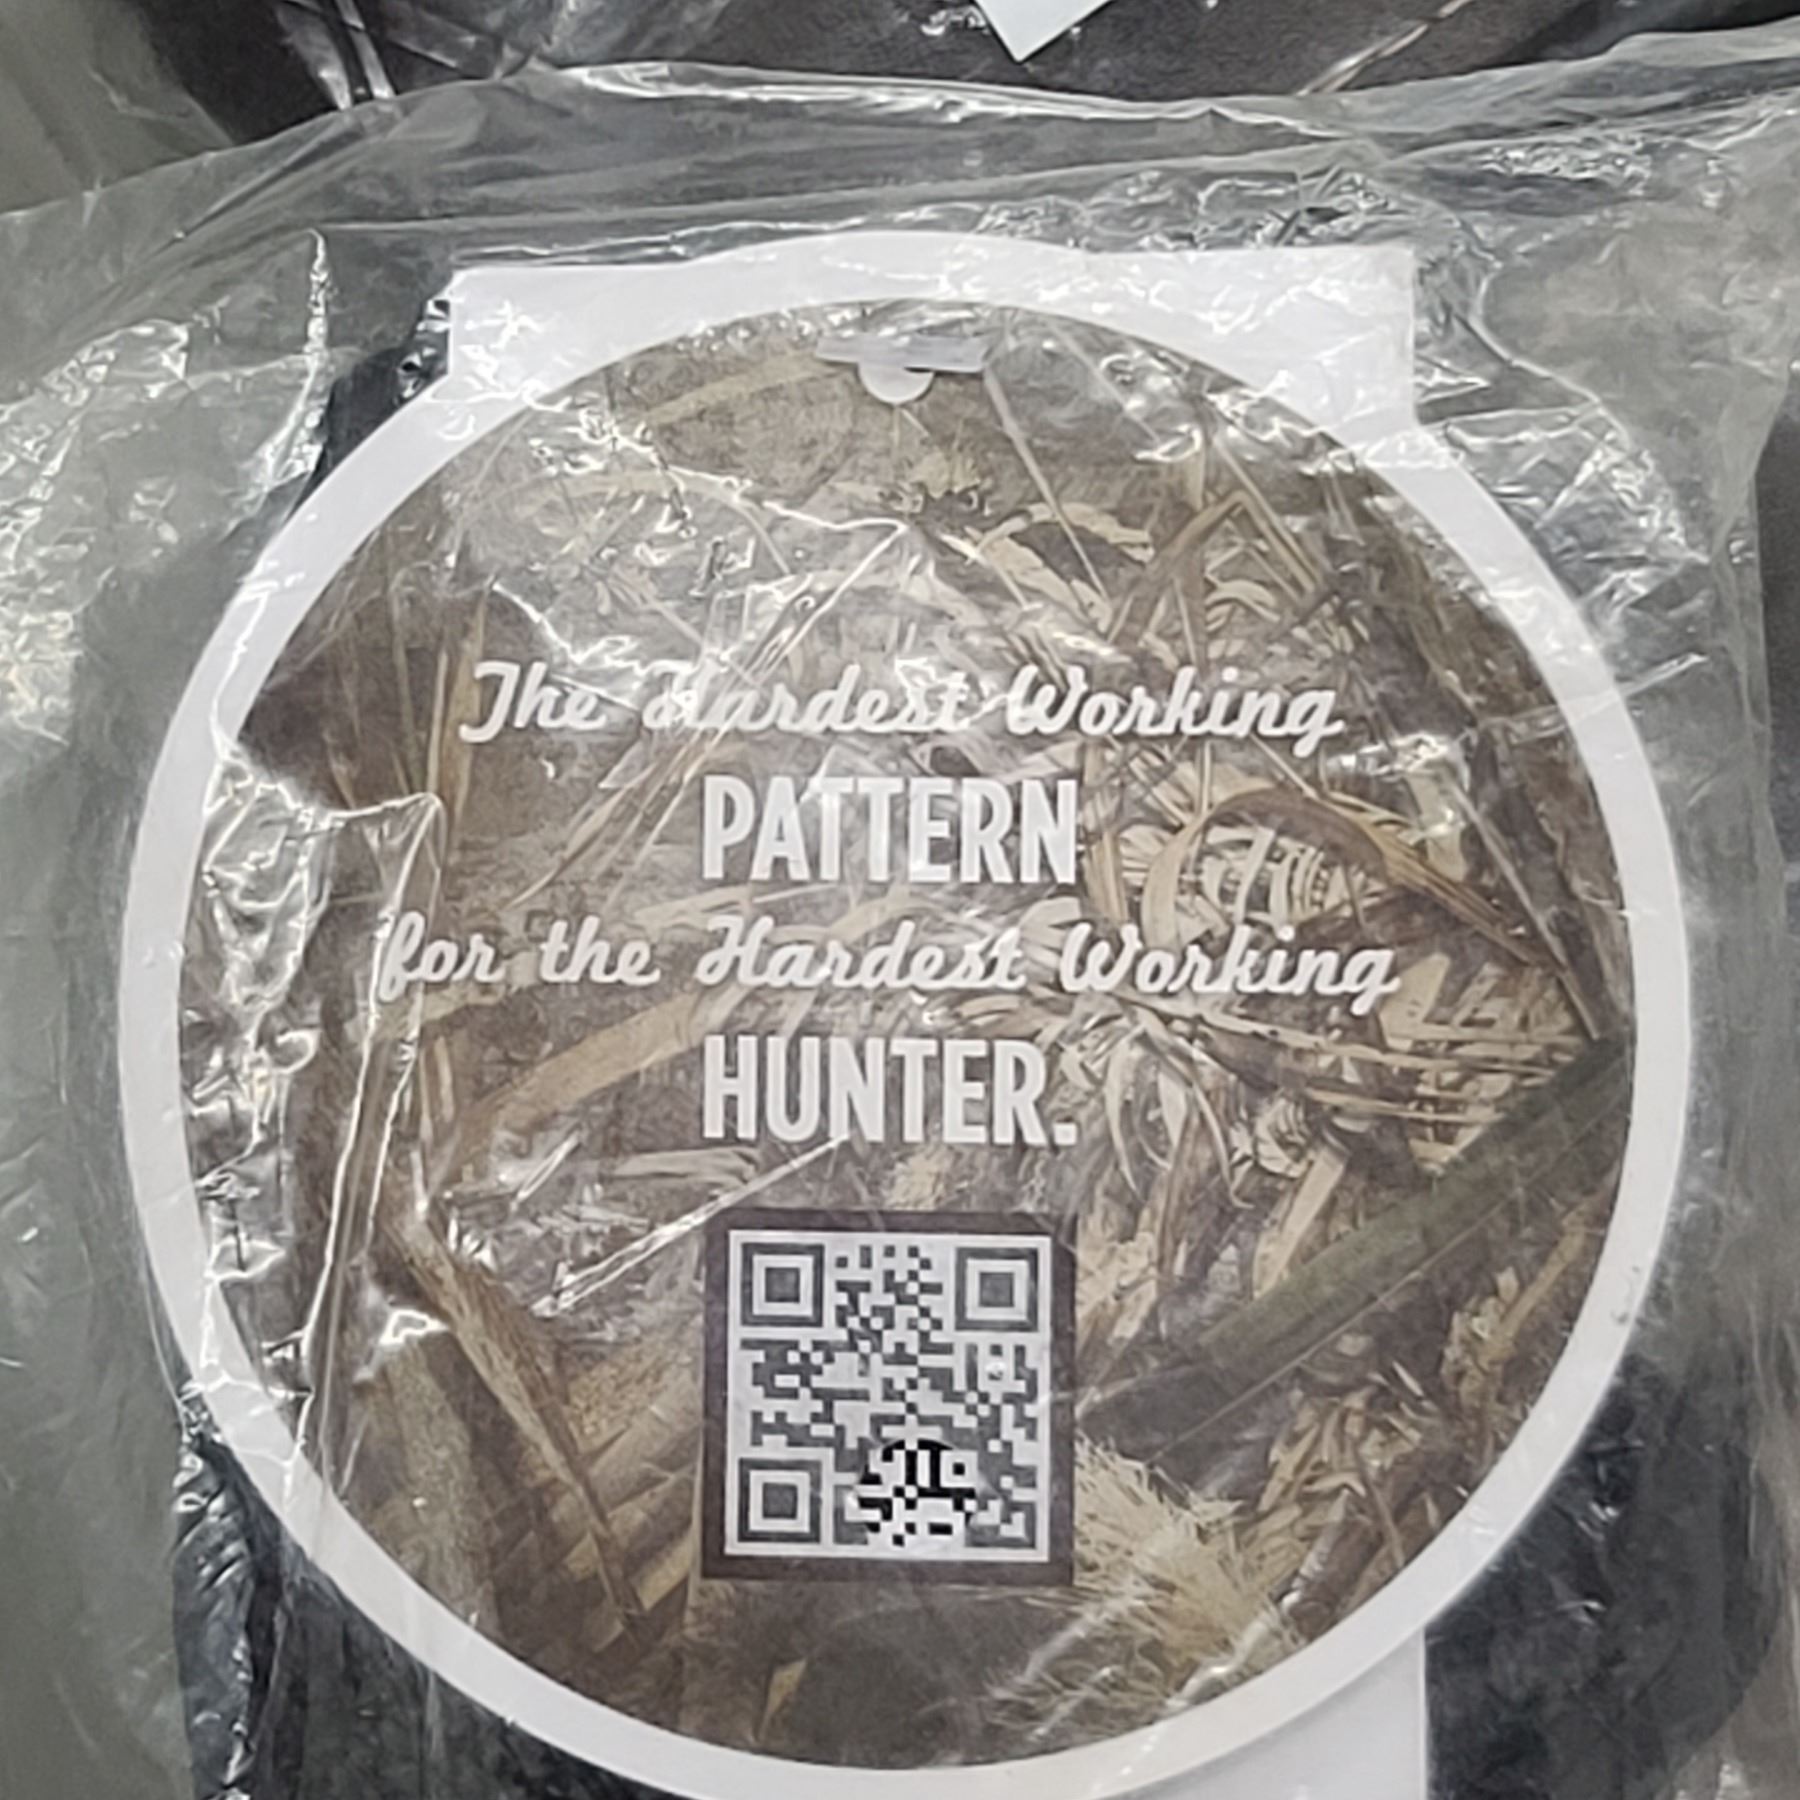 The Hardest Working
PATTERN
for the Hardest Working
HUNTER.